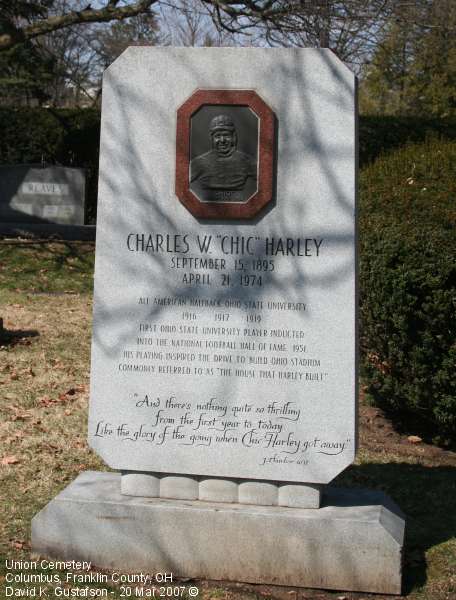 REAVES
CHARLES W. "CHIC" HARLEY
SEPTEMBER 15, 1895
APRIL 21, 1974
ALL AMERICAN HALFBACK OHIO STATE UNIVERSITY
1916 1917 1919
FIRST OHIO STATE UNIVERSITY PLAYER INDUCTED
INTO THE NATIONAL FOOTBALL HALL OF FAME, 1951.
HIS PLAYING INSPIRED THE DRIVE TO BUILD OHIO STADIUM
COMMONLY REFERRED TO AS "THE HOUSE THAT HARLEY BUILT"
"And there's nothing quite so thrilling
from the first year to today
Like the glory of the going when Chic Harley got away."
Union Cemetery
Columbus, Franklin County, OH
David K. Gustafson - 20 Mar 2007 ©